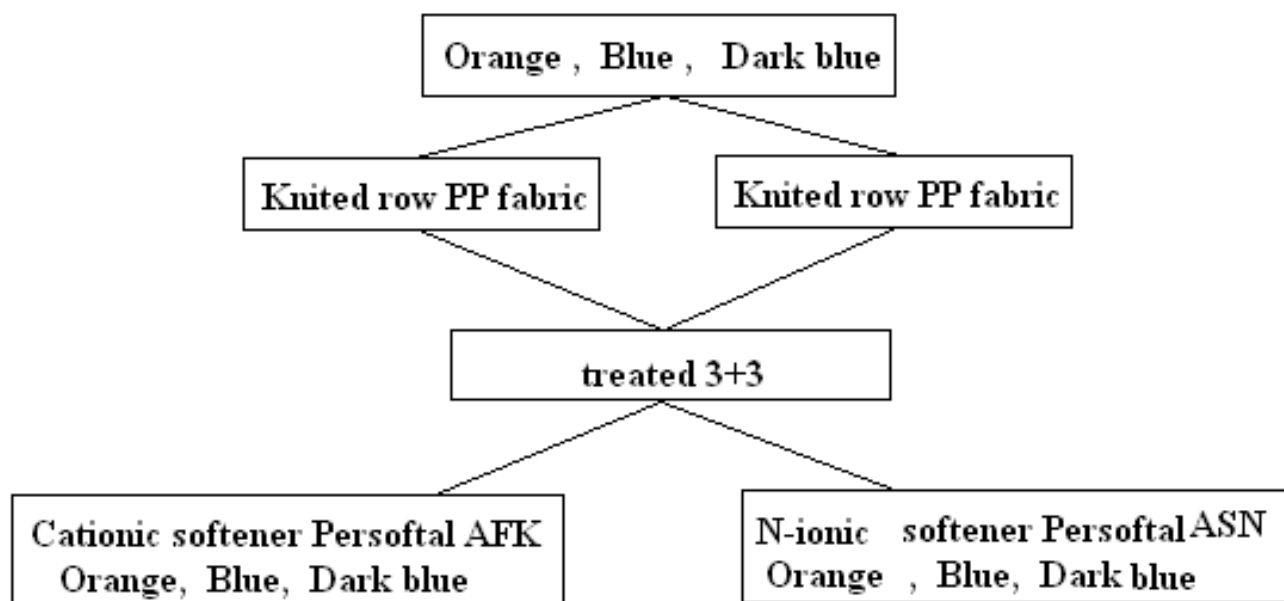 Orange , Blue , Dark blue
Knited row PP fabric
Knited row PP fabric
treated 3+3
Cationic softener Persoftal AFK
Orange, Blue, Dark blue
N-ionic softener Persoftal ASN
Orange , Blue, Dark blue